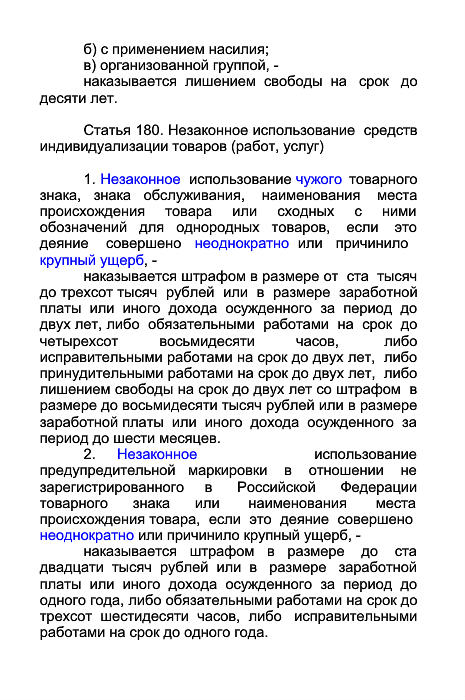 б) с применением насилия;
в) организованной группой, -
наказывается лишением свободы на срок до
десяти лет.
Статья 180. Незаконное использование средств
индивидуализации товаров (работ, услуг)
1. Незаконное использование чужого товарного
знака, знака обслуживания, наименования места
происхождения товара или сходных с ними
обозначений для однородных товаров, если это
деяние совершено неоднократно или причинило
крупный ущерб, -
наказывается штрафом в размере от ста тысяч
до трехсот тысяч рублей или в размере заработной
платы или иного дохода осужденного за период до
двух лет, либо обязательными работами на срок до
четырехсот восьмидесяти часов, либо
исправительными работами на срок до двух лет, либо
принудительными работами на срок до двух лет, либо
лишением свободы на срок до двух лет со штрафом в
размере до восьмидесяти тысяч рублей или в размере
заработной платы или иного дохода осужденного за
период до шести месяцев.
2. Незаконное использование
предупредительной маркировки в отношении не
зарегистрированного в Российской Федерации
товарного знака или наименования места
происхождения товара, если это деяние совершено
неоднократно или причинило крупный ущерб, -
наказывается штрафом в размере до ста
двадцати тысяч рублей или в размере заработной
платы или иного дохода осужденного за период до
одного года, либо обязательными работами на срок до
трехсот шестидесяти часов, либо исправительными
работами на срок до одного года.